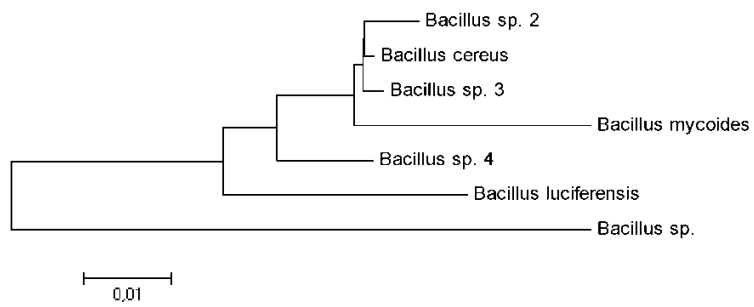 Bacillus sp. 2
Bacillus cereus
Bacillus sp. 3
Bacillus mycoides
Bacillus sp. 4
Bacillus luciferensis
Bacillus sp.
0,01